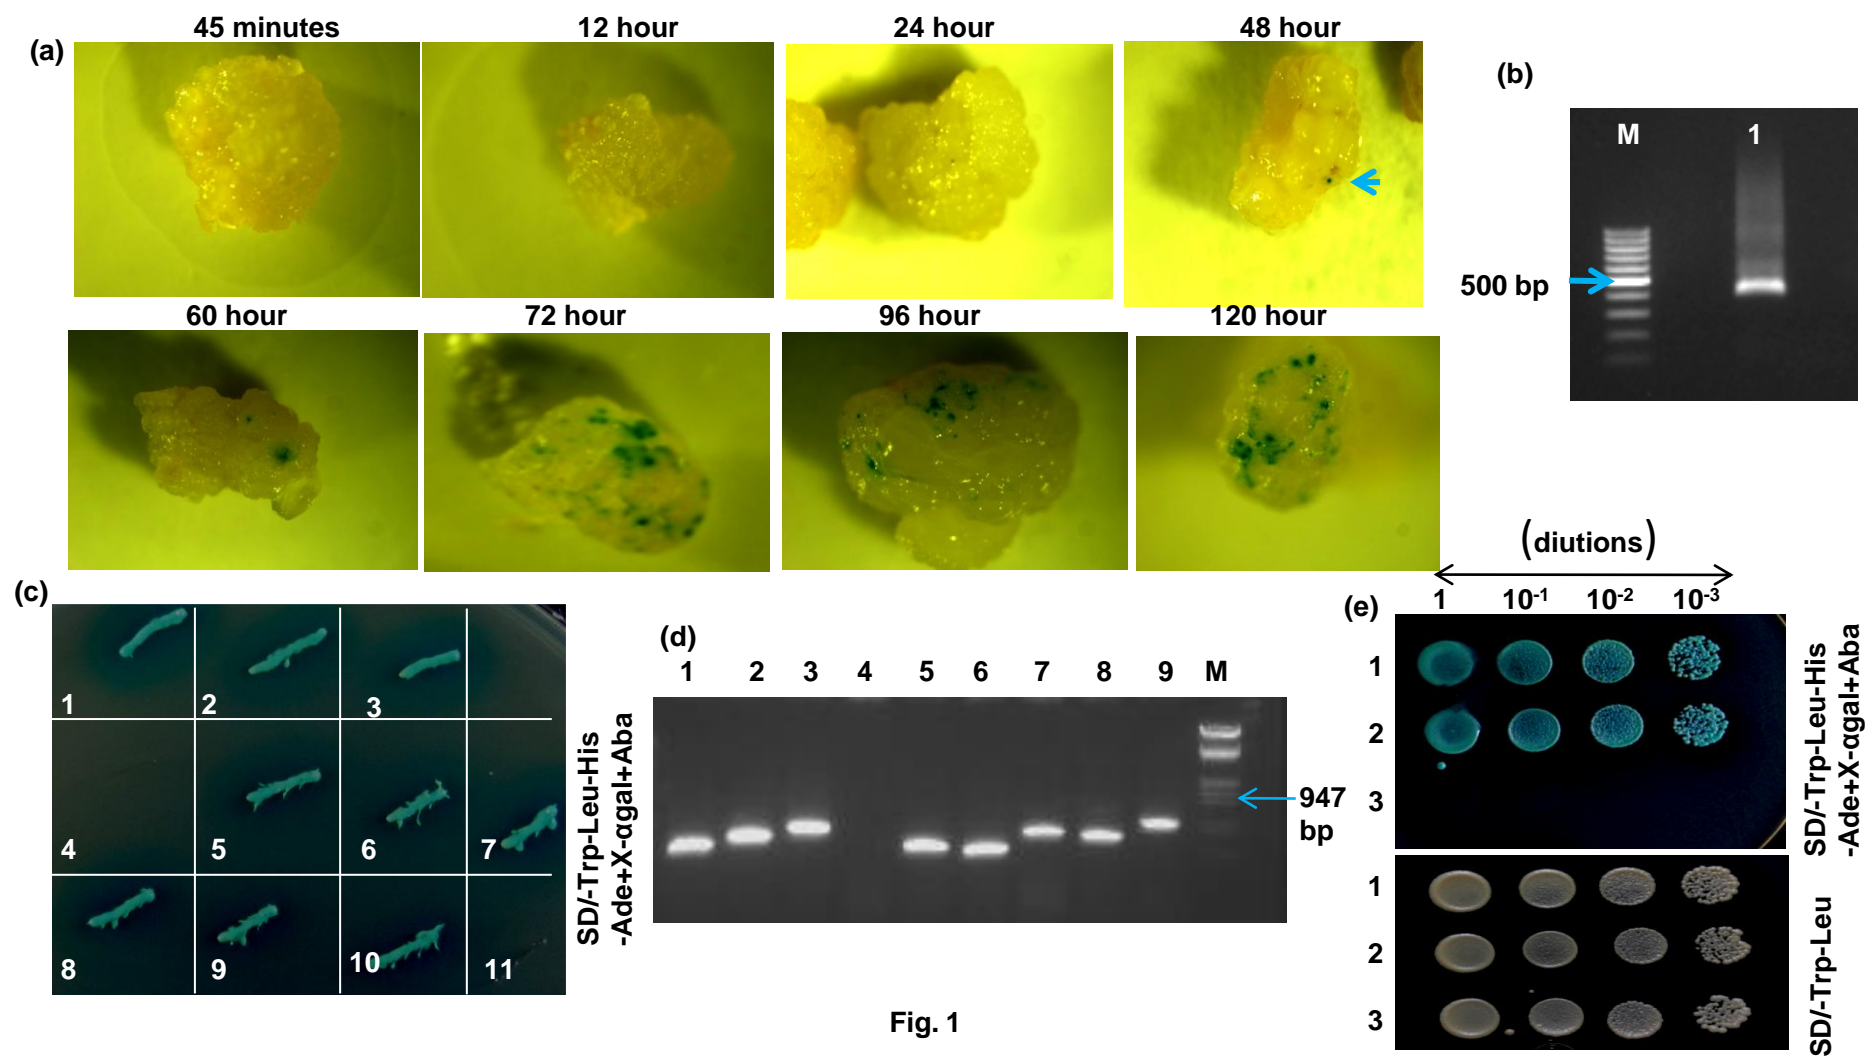 (a)
45 minutes
12 hour
24 hour
48 hour
60 hour
72 hour
96 hour
120 hour
(b)
M
1
500 bp
(c)
1
2
3
4
5
6
7
8
9
10
11
SD/-Trp-Leu-His
-Ade+X-αgal+Aba
(d)
1 2 3 4 5 6 7 8 9 M
947
bp
(e)
(diutions)
1 10-1 10-2 10-3
1
2
3
SD/-Trp-Leu-His
-Ade+X-αgal+Aba
1
2
3
SD/-Trp-Leu
Fig. 1